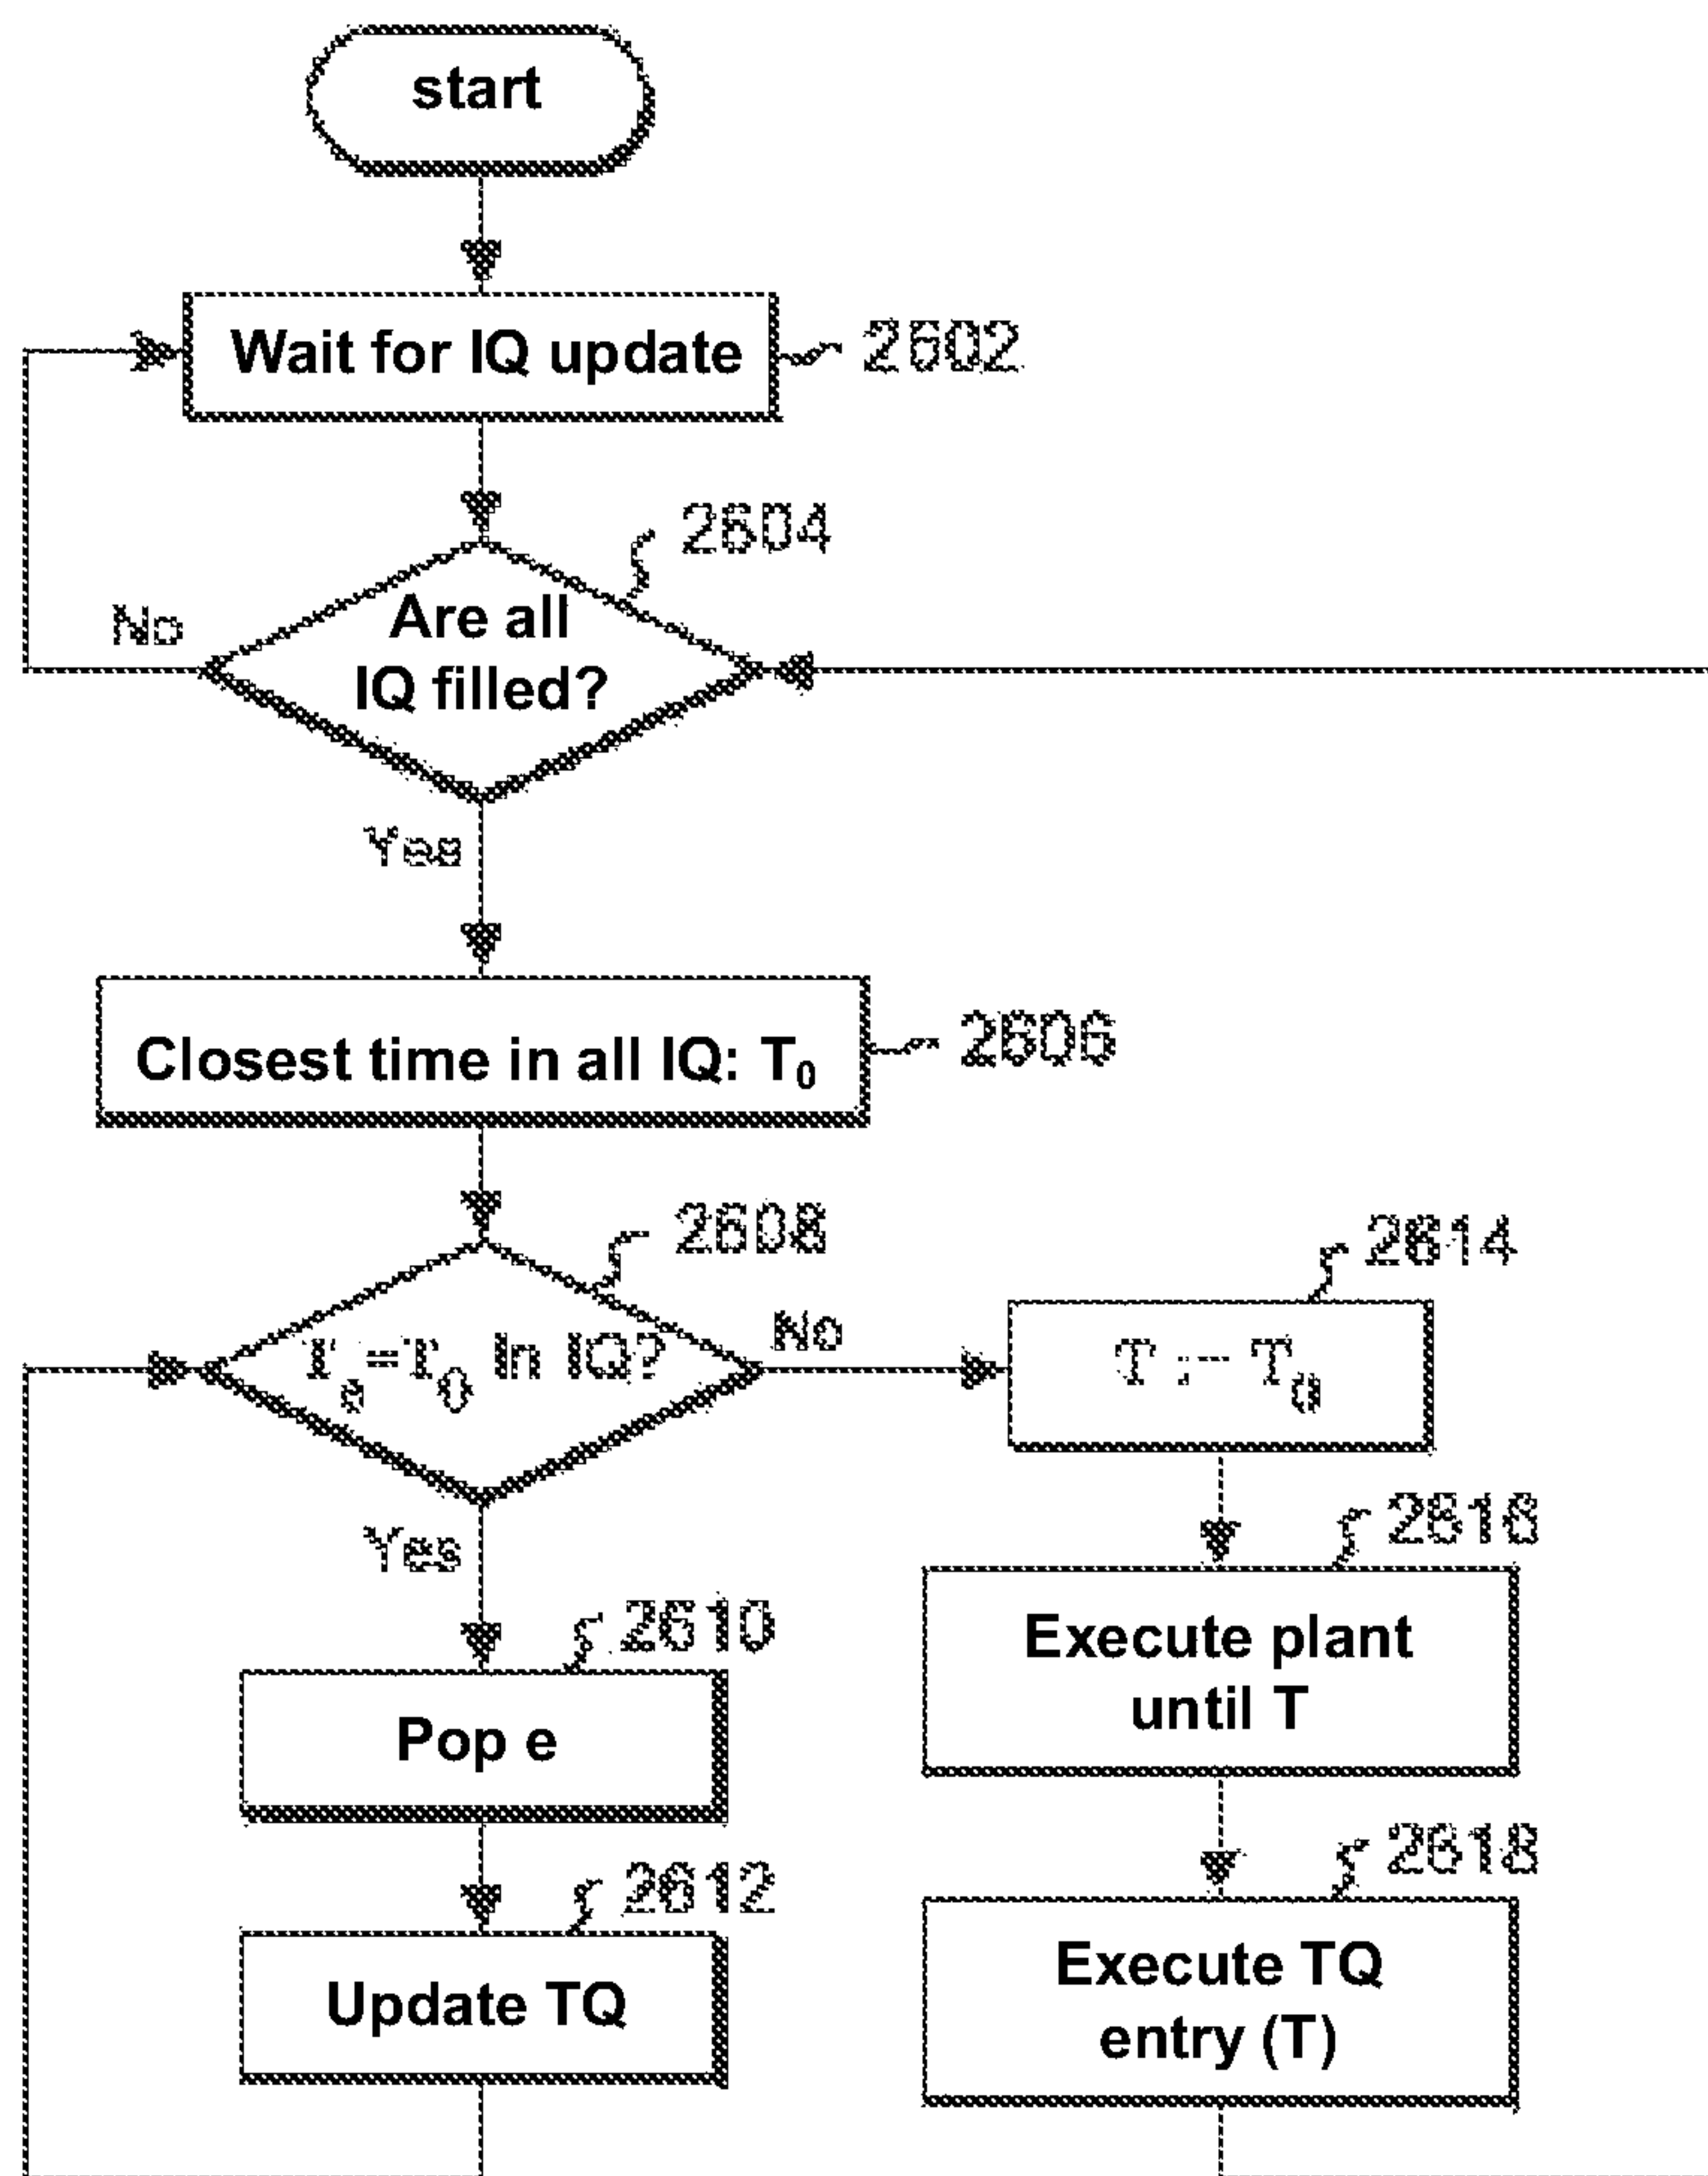 start
Wait for IQ update
2602
2604
Are all
IQ filled?
No
Yes
Closest time in all IQ: T₀
2606
2608
Tₑ=T₀ In IQ?
No
Yes
2614
T := T₀
2610
Pop e
2616
Execute plant
until T
2612
Update TQ
2618
Execute TQ
entry (T)